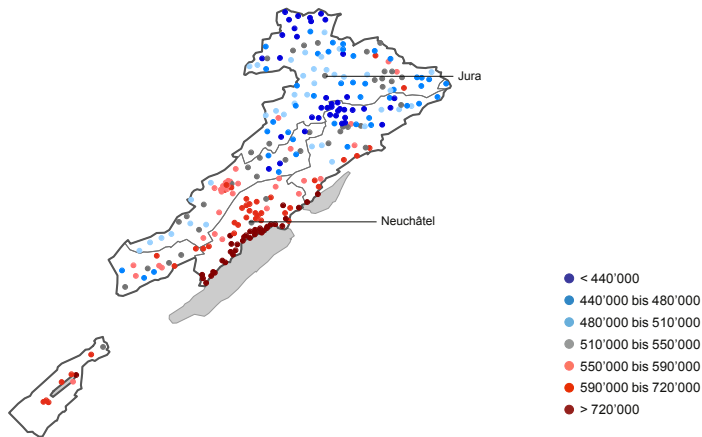 Jura
Neuchâtel
< 440’000
440’000 bis 480’000
480’000 bis 510’000
510’000 bis 550’000
550’000 bis 590’000
590’000 bis 720’000
> 720’000